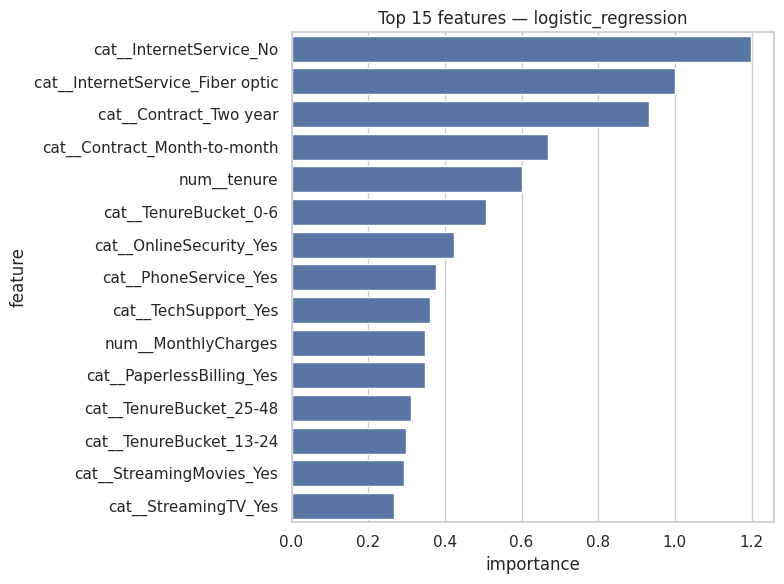 Top 15 features — logistic_regression
cat__InternetService_No
cat__InternetService_Fiber optic
cat__Contract_Two year
cat__Contract_Month-to-month
num__tenure
cat__TenureBucket_0-6
cat__OnlineSecurity_Yes
cat__PhoneService_Yes
cat__TechSupport_Yes
num__MonthlyCharges
cat__PaperlessBilling_Yes
cat__TenureBucket_25-48
cat__TenureBucket_13-24
cat__StreamingMovies_Yes
cat__StreamingTV_Yes
feature
0.0 0.2 0.4 0.6 0.8 1.0 1.2
importance